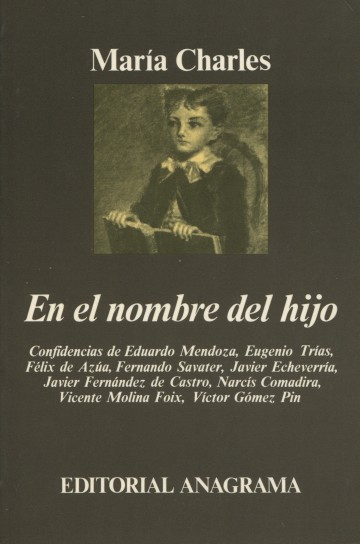 María Charles
En el nombre del hijo
Confidencias de Eduardo Mendoza, Eugenio Trías,
Félix de Azúa, Fernando Savater, Javier Echeverría,
Javier Fernández de Castro, Narcís Comadira,
Vicente Molina Foix, Víctor Gómez Pin
EDITORIAL ANAGRAMA